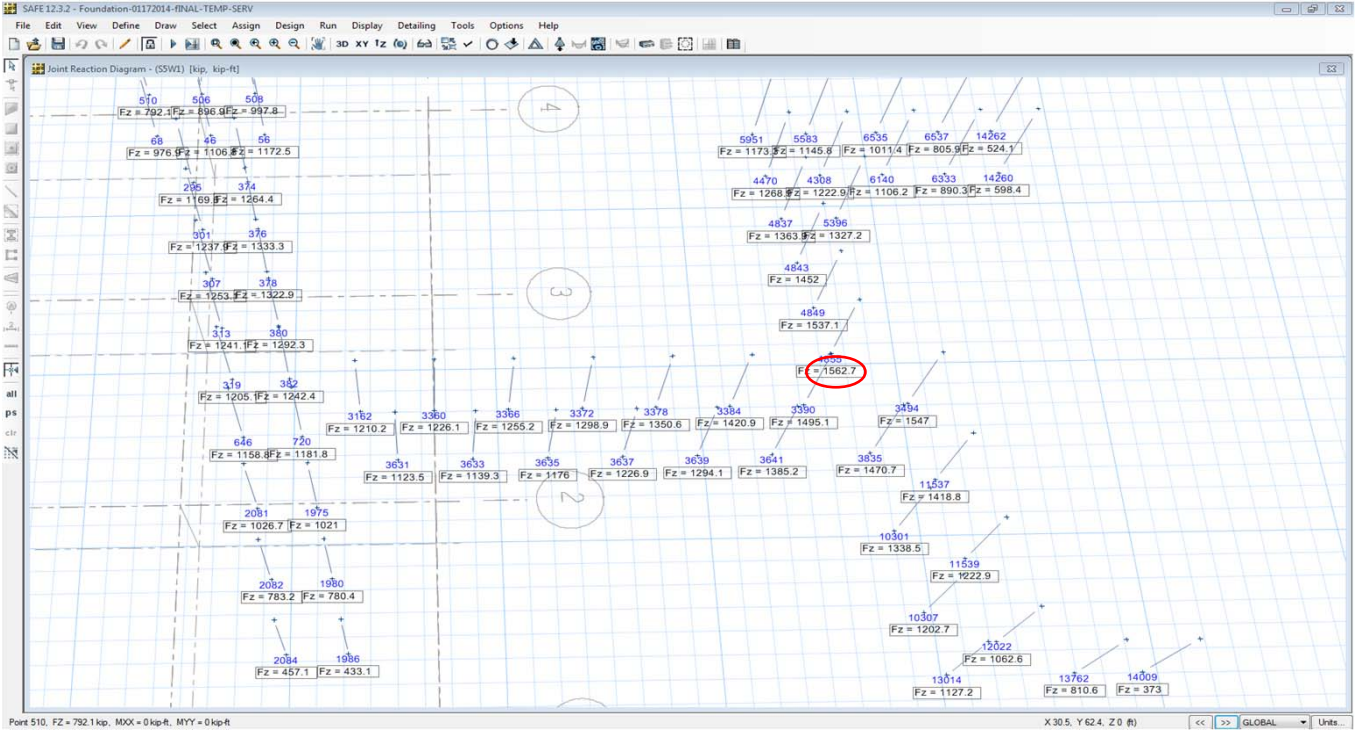 SAFE 12.3.2 - Foundation-01172014-fINAL-TEMP-SERV
File Edit View Define Draw Select Assign Design Run Display Detailing Tools Options Help
3D XY
Joint Reaction Diagram - (S5W1) [kip, kip-ft]
510 506 508
Fz = 792.1 Fz = 896.9 Fz = 997.8
4
68 46 56
Fz = 976.9 Fz = 1106. Fz = 1172.5
5951 5583 6535 6537 14262
Fz = 1173. Fz = 1145.8 Fz = 1011.4 Fz = 805.9 Fz = 524.1
295 374
Fz = 1169. Fz = 1264.4
4470 4308 6140 6333 14260
Fz = 1268. Fz = 1222.9 Fz = 1106.2 Fz = 890.3 Fz = 598.4
301 376
Fz = 1237.9 Fz = 1333.3
4837 5396
Fz = 1363. Fz = 1327.2
307 378
Fz = 1253. Fz = 1322.9
3
4843
Fz = 1452
313 380
Fz = 1241.1 Fz = 1292.3
4849
Fz = 1537.1
4855
Fz = 1562.7
319 382
Fz = 1205.1 Fz = 1242.4
3162 3360 3366 3372 3378 3384 3390 3494
Fz = 1210.2 Fz = 1226.1 Fz = 1255.2 Fz = 1298.9 Fz = 1350.6 Fz = 1420.9 Fz = 1495.1 Fz = 1547
646 720
Fz = 1158.8 Fz = 1181.8
3631 3633 3635 3637 3639 3641 3835
Fz = 1123.5 Fz = 1139.3 Fz = 1176 Fz = 1226.9 Fz = 1294.1 Fz = 1385.2 Fz = 1470.7
2
11537
Fz = 1418.8
2081 1975
Fz = 1026.7 Fz = 1021
10301
Fz = 1338.5
11539
Fz = 1222.9
2082 1980
Fz = 783.2 Fz = 780.4
10307
Fz = 1202.7
12022
Fz = 1062.6
2084 1986
Fz = 457.1 Fz = 433.1
13014 13762 14009
Fz = 1127.2 Fz = 810.6 Fz = 373
all
ps
clr
Point 510, FZ = 792.1 kip, MXX = 0 kip-ft, MYY = 0 kip-ft
X 30.5, Y 62.4, Z 0 (ft) << >> GLOBAL Units...